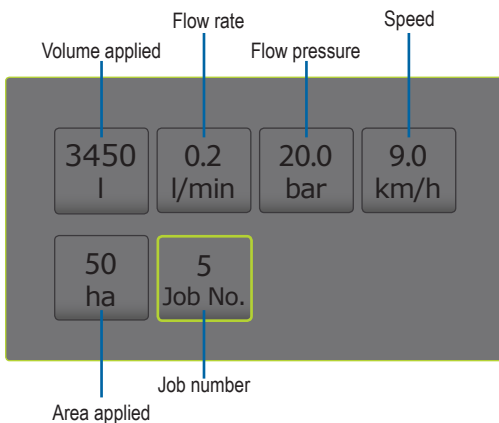 Flow rate
Speed
Volume applied
Flow pressure
3450
l
0.2
l/min
20.0
bar
9.0
km/h
50
ha
5
Job No.
Job number
Area applied